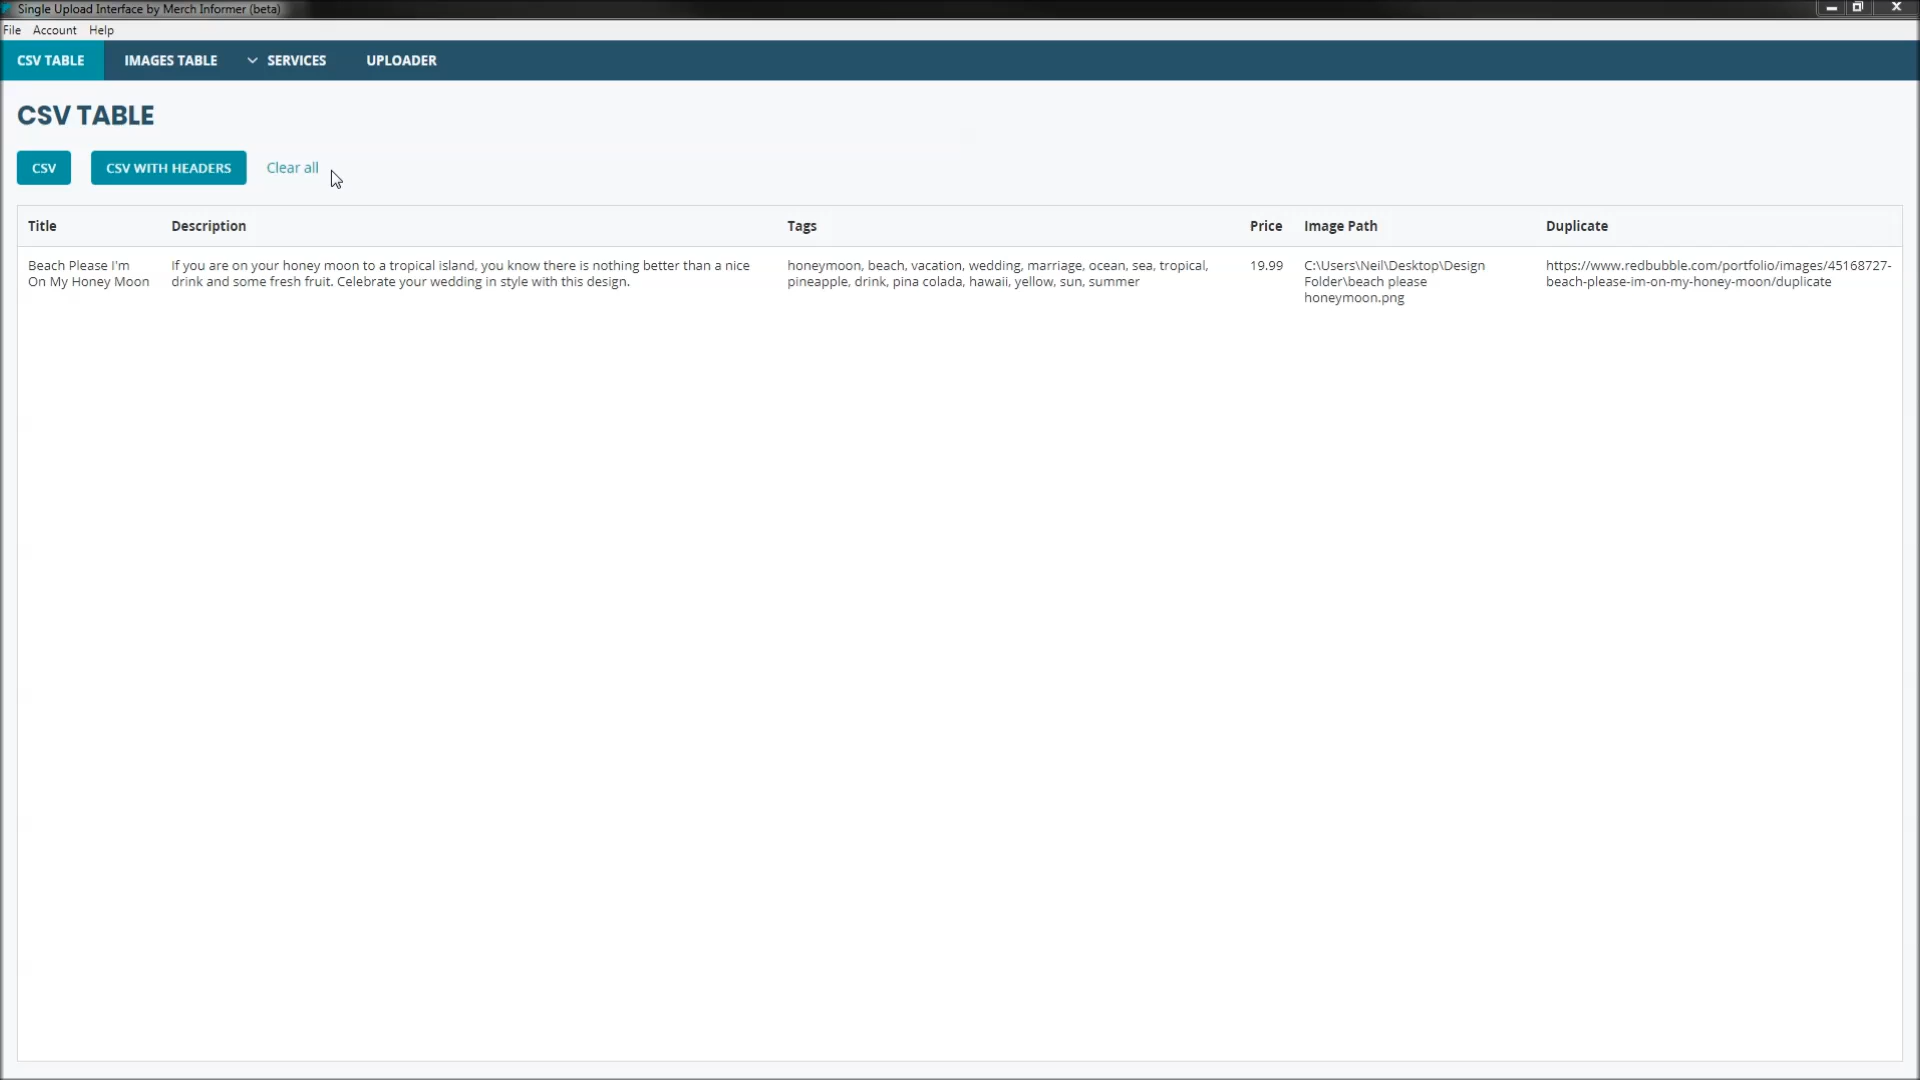 Single Upload Interface by Merch Informer (beta)
File Account Help
CSV TABLE IMAGES TABLE SERVICES UPLOADER
CSV TABLE
CSV CSV WITH HEADERS Clear all
Title Description Tags Price Image Path Duplicate
Beach Please I'm If you are on your honey moon to a tropical island, you know there is nothing better than a nice honeymoon, beach, vacation, wedding, marriage, ocean, sea, tropical, 19.99 C:\Users\Neil\Desktop\Design https://www.redbubble.com/portfolio/images/45168727-
On My Honey Moon drink and some fresh fruit. Celebrate your wedding in style with this design. pineapple, drink, pina colada, hawaii, yellow, sun, summer Folder\beach please beach-please-im-on-my-honey-moon/duplicate
honeymoon.png